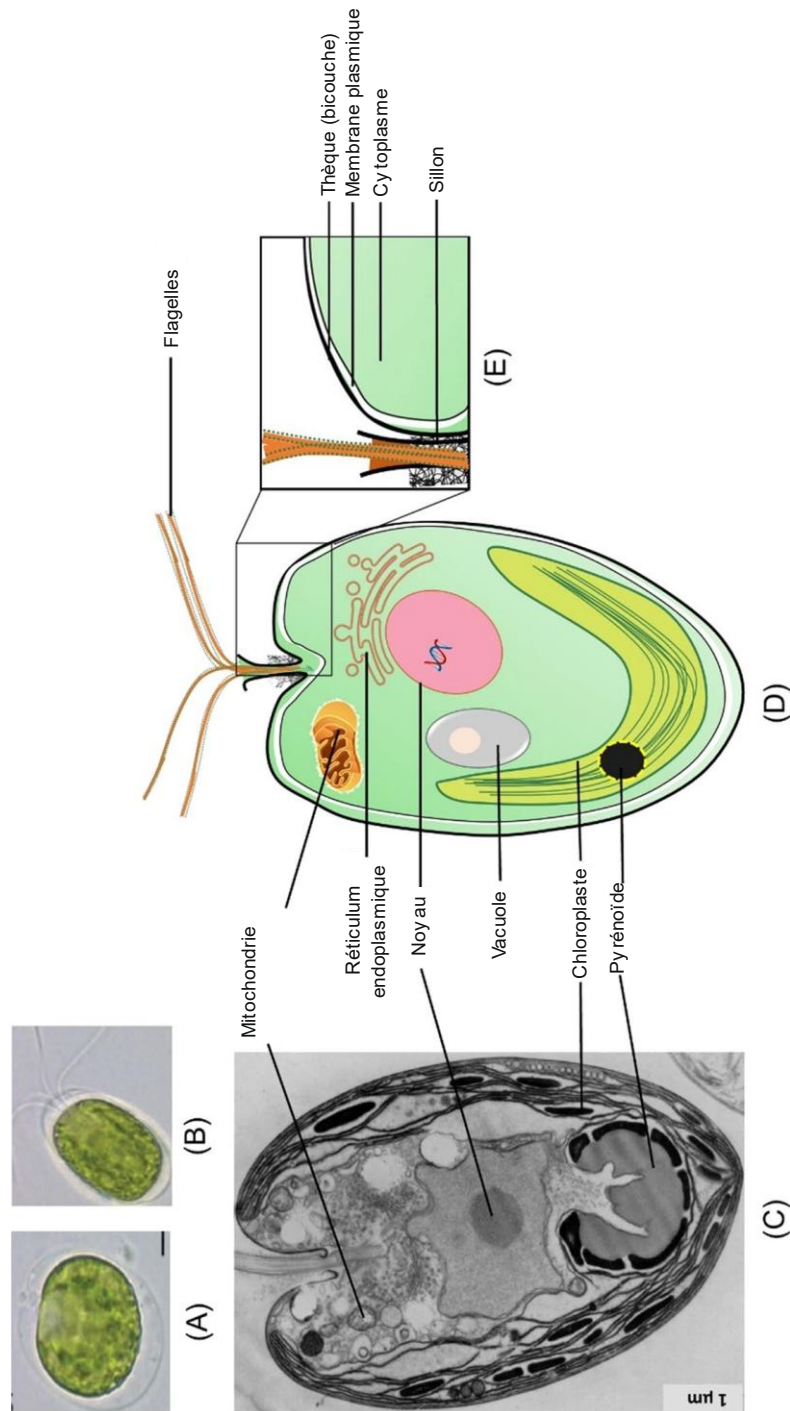 (A)
(B)
(C)
1 µm
Mitochondrie
Réticulum
endoplasmique
Noyau
Vacuole
Chloroplaste
Pyrénoïde
(D)
Flagelles
(E)
Thèque (bicouche)
Membrane plasmique
Cytoplasme
Sillon